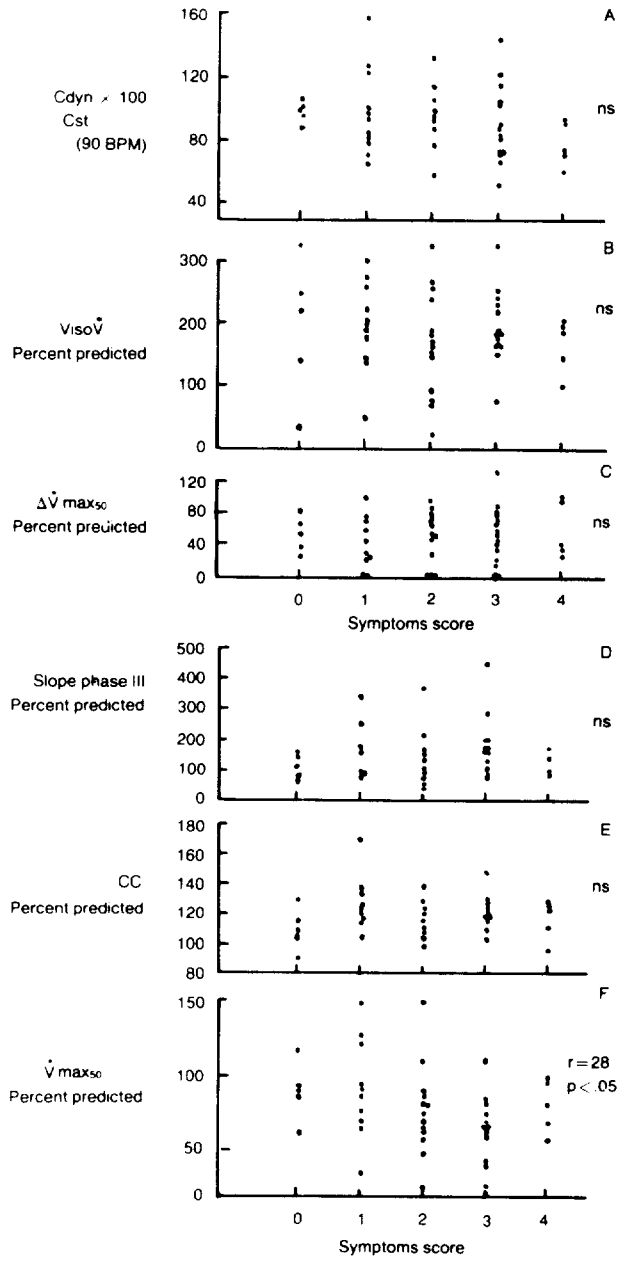 A
160
120
80
40
Cdyn × 100
Cst
(90 BPM)
ns
B
300
200
100
0
VisoV̇
Percent predicted
ns
C
120
80
40
0
ΔV̇ max₅₀
Percent predicted
ns
0 1 2 3 4
Symptoms score
D
500
400
300
200
100
0
Slope phase III
Percent predicted
ns
E
180
160
140
120
100
80
CC
Percent predicted
ns
F
150
100
50
0
V̇ max₅₀
Percent predicted
r=28
p<.05
0 1 2 3 4
Symptoms score